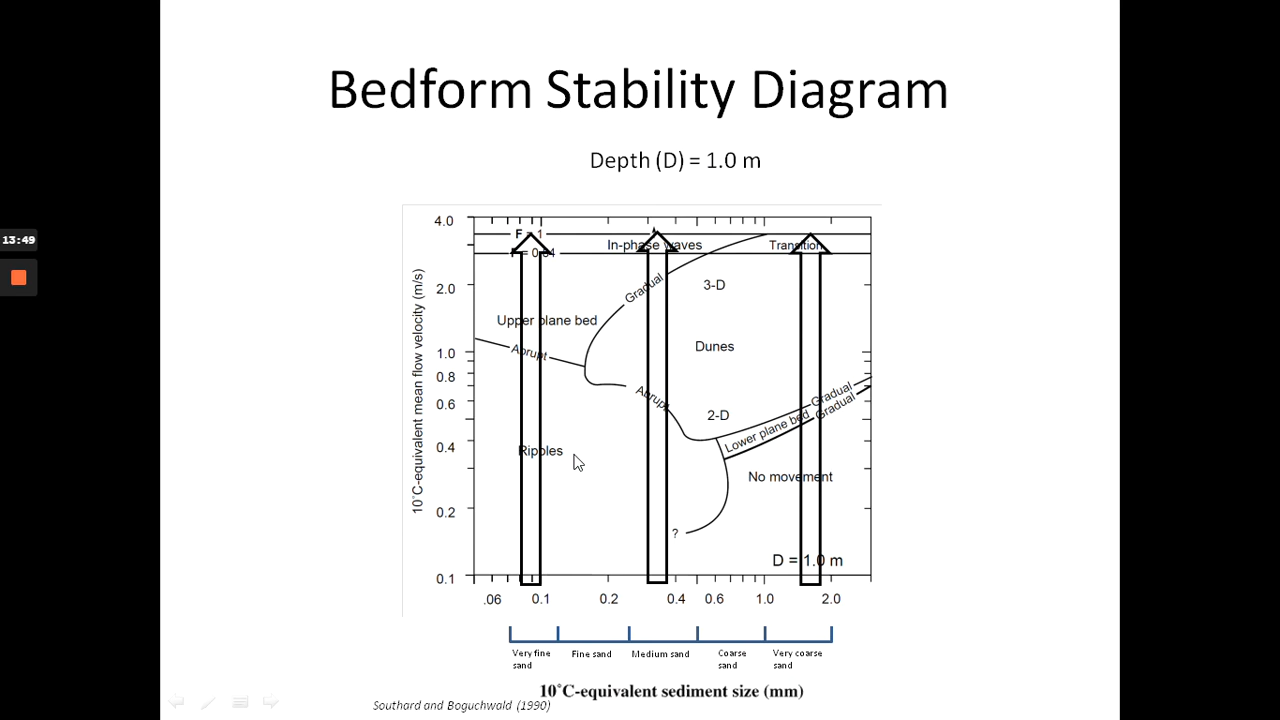 Bedform Stability Diagram
Depth (D) = 1.0 m
13:49
4.0
F = 1
In-phase waves
Transition
F = 0.84
2.0
Gradual
3-D
Upper plane bed
Abrupt
Dunes
1.0
0.8
0.6
Abrupt
2-D
Gradual
Gradual
Lower plane bed
0.4
Ripples
No movement
0.2
?
D = 1.0 m
0.1
10˚C-equivalent mean flow velocity (m/s)
.06 0.1 0.2 0.4 0.6 1.0 2.0
Very fine sand
Fine sand
Medium sand
Coarse sand
Very coarse sand
10˚C-equivalent sediment size (mm)
Southard and Boguchwald (1990)